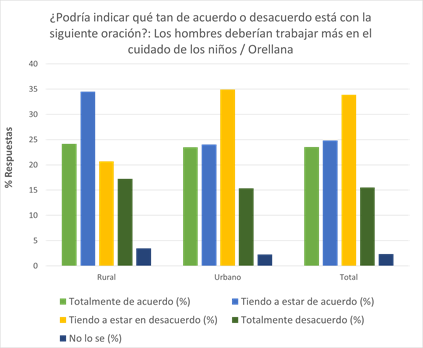 ¿Podría indicar qué tan de acuerdo o desacuerdo está con la
siguiente oración?: Los hombres deberían trabajar más en el
cuidado de los niños / Orellana
40
35
30
25
20
15
10
5
0
% Respuestas
Rural Urbano Total
Totalmente de acuerdo (%) Tiendo a estar de acuerdo (%)
Tiendo a estar en desacuerdo (%) Totalmente desacuerdo (%)
No lo se (%)